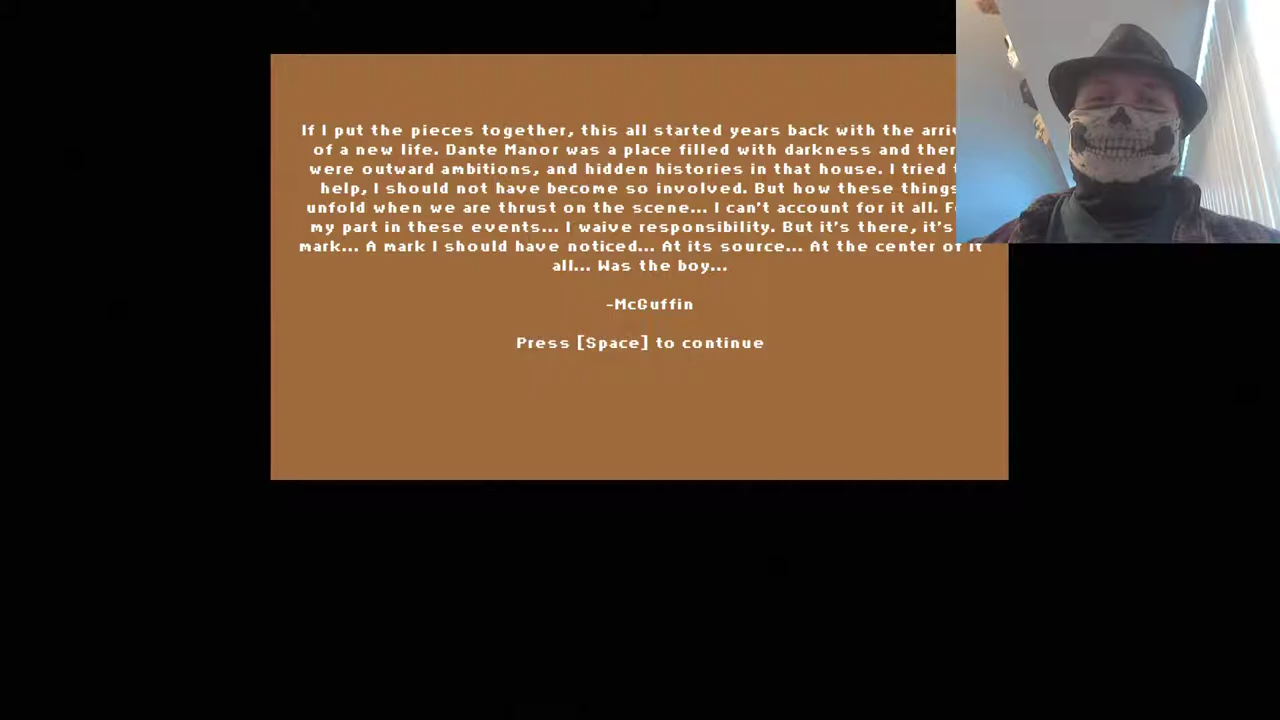 If I put the pieces together, this all started years back with the
of a new life. Dante Manor was a place filled with darkness and
were outward ambitions, and hidden histories in that house. I tried
help, I should not have become so involved. But how these things
unfold when we are thrust on the scene... I can't account for it all.
my part in these events... I waive responsibility. But it's there, it's
mark... A mark I should have noticed... At its source... At the center of it
all... Was the boy...
-McGuffin
Press [Space] to continue